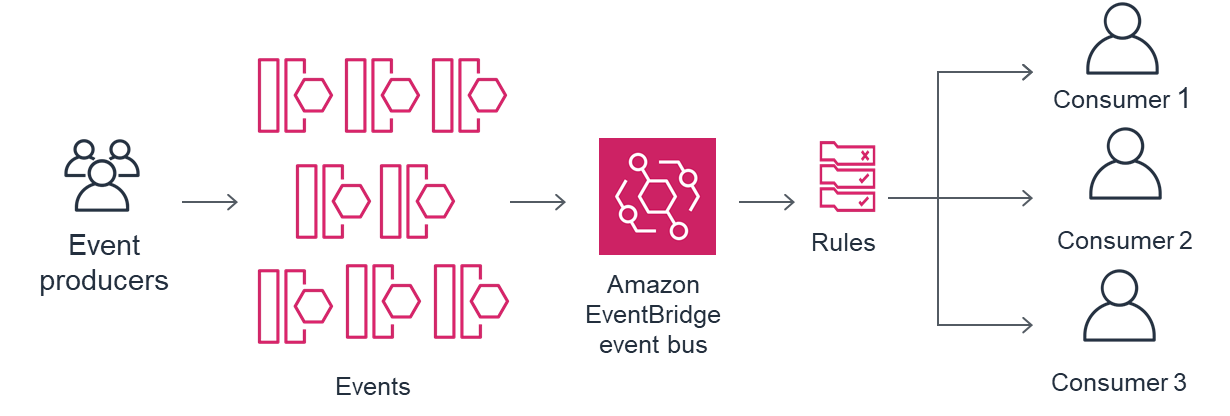 Event
producers
Events
Amazon
EventBridge
event bus
Rules
Consumer 1
Consumer 2
Consumer 3